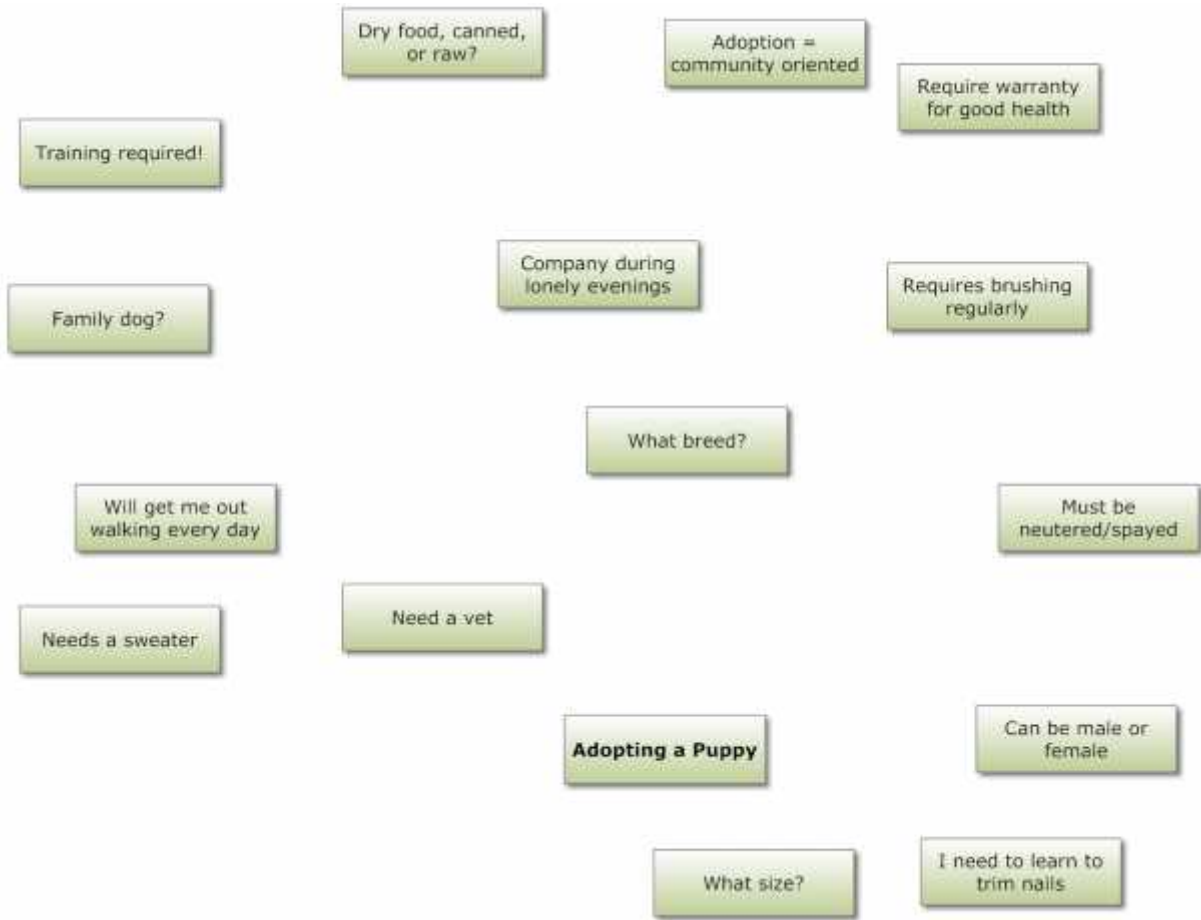 Dry food, canned,
or raw?
Adoption =
community oriented
Require warranty
for good health
Training required!
Company during
lonely evenings
Requires brushing
regularly
Family dog?
What breed?
Will get me out
walking every day
Must be
neutered/spayed
Need a vet
Needs a sweater
Adopting a Puppy
Can be male or
female
What size?
I need to learn to
trim nails